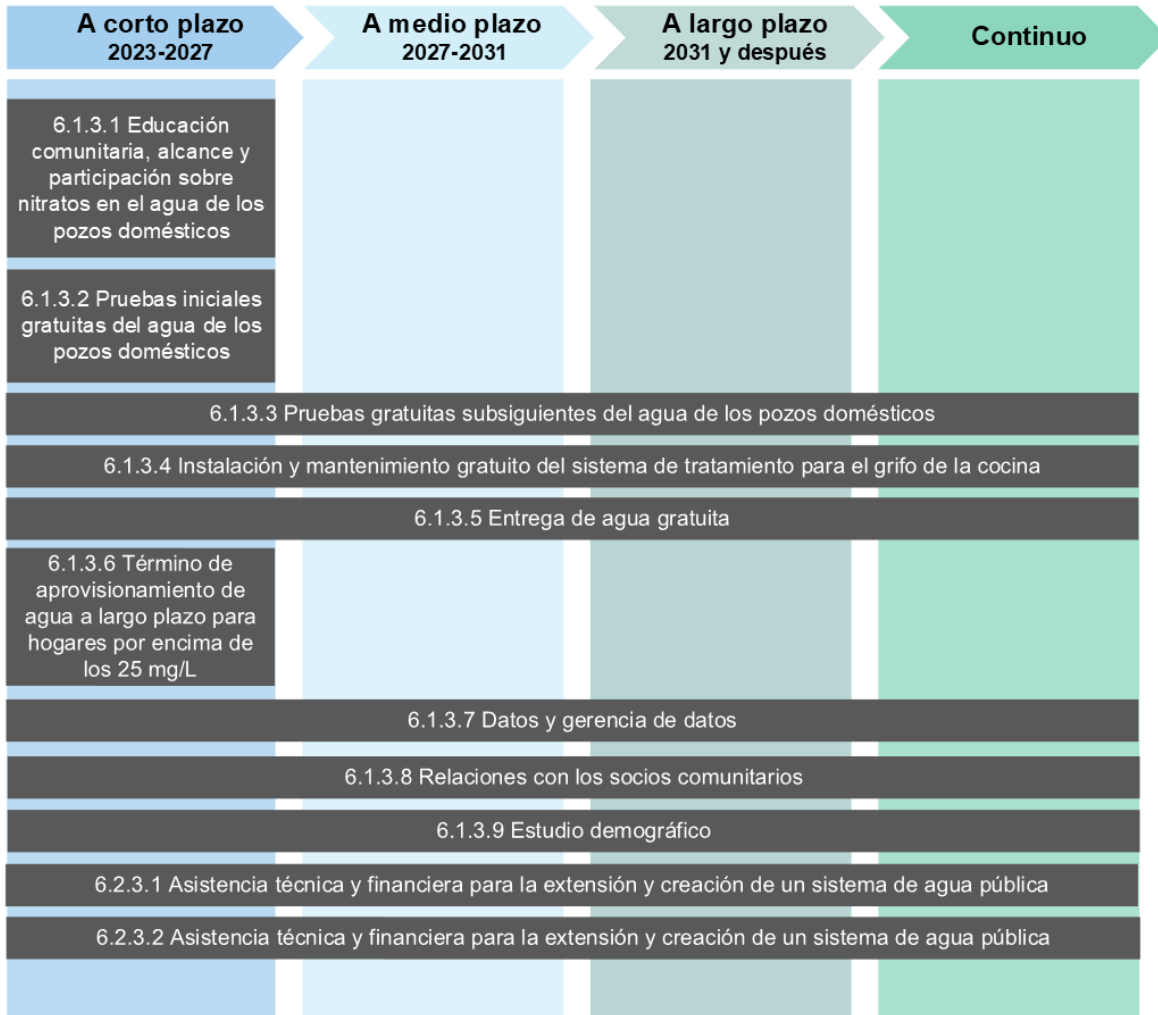 A corto plazo
2023-2027
A medio plazo
2027-2031
A largo plazo
2031 y después
Continuo
6.1.3.1 Educación
comunitaria, alcance y
participación sobre
nitratos en el agua de los
pozos domésticos
6.1.3.2 Pruebas iniciales
gratuitas del agua de los
pozos domésticos
6.1.3.3 Pruebas gratuitas subsiguientes del agua de los pozos domésticos
6.1.3.4 Instalación y mantenimiento gratuito del sistema de tratamiento para el grifo de la cocina
6.1.3.5 Entrega de agua gratuita
6.1.3.6 Término de
aprovisionamiento de
agua a largo plazo para
hogares por encima de
los 25 mg/L
6.1.3.7 Datos y gerencia de datos
6.1.3.8 Relaciones con los socios comunitarios
6.1.3.9 Estudio demográfico
6.2.3.1 Asistencia técnica y financiera para la extensión y creación de un sistema de agua pública
6.2.3.2 Asistencia técnica y financiera para la extensión y creación de un sistema de agua pública